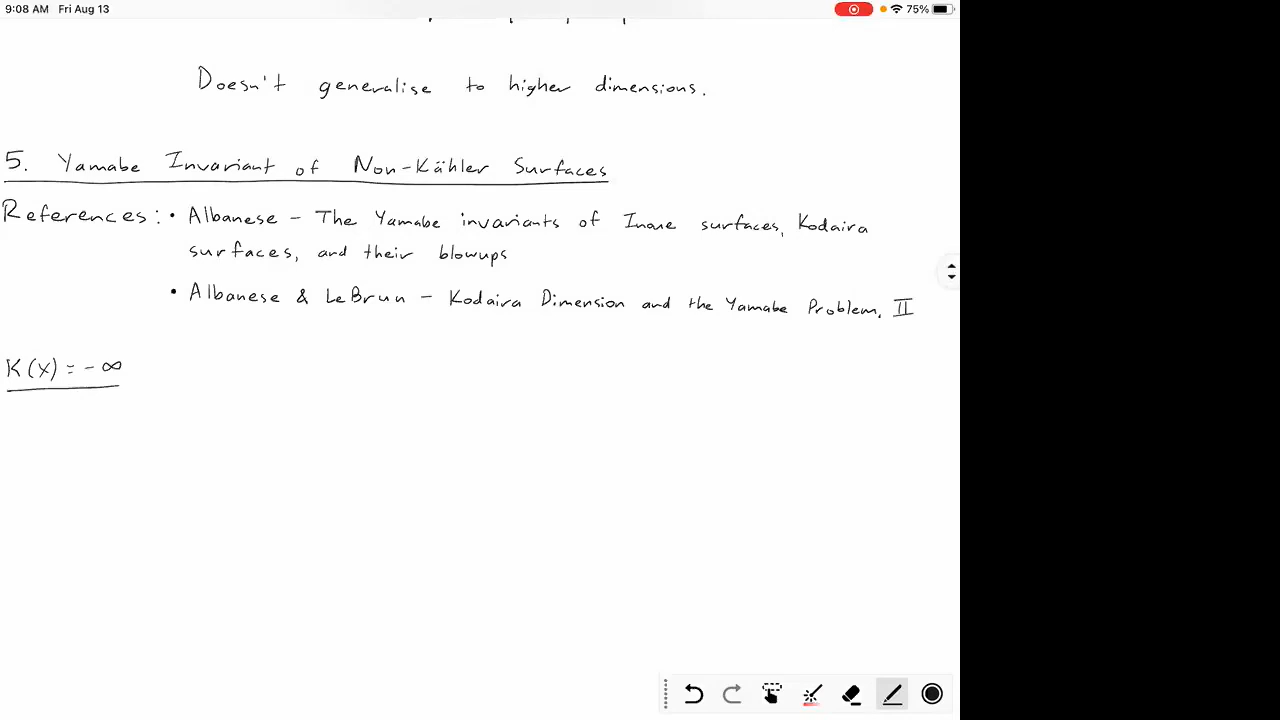 9:08 AM Fri Aug 13 75%
Doesn't generalise to higher dimensions.
5. Yamabe Invariant of Non-Kähler Surfaces
References: • Albanese - The Yamabe invariants of Inoue surfaces, Kodaira
surfaces, and their blowups
• Albanese & LeBrun - Kodaira Dimension and the Yamabe Problem, II
K(X) = -∞